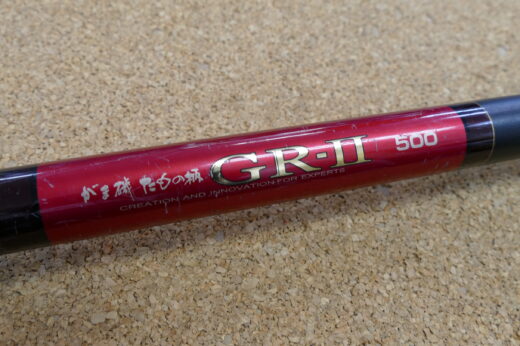 がま磯 たもの柄 GR-II 500
CREATION AND INNOVATION FOR EXPERTS